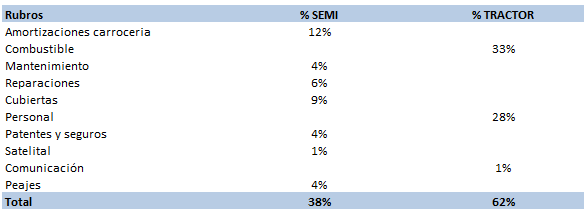 Rubros % SEMI % TRACTOR
Amortizaciones carroceria 12%
Combustible 33%
Mantenimiento 4%
Reparaciones 6%
Cubiertas 9%
Personal 28%
Patentes y seguros 4%
Satelital 1%
Comunicación 1%
Peajes 4%
Total 38% 62%